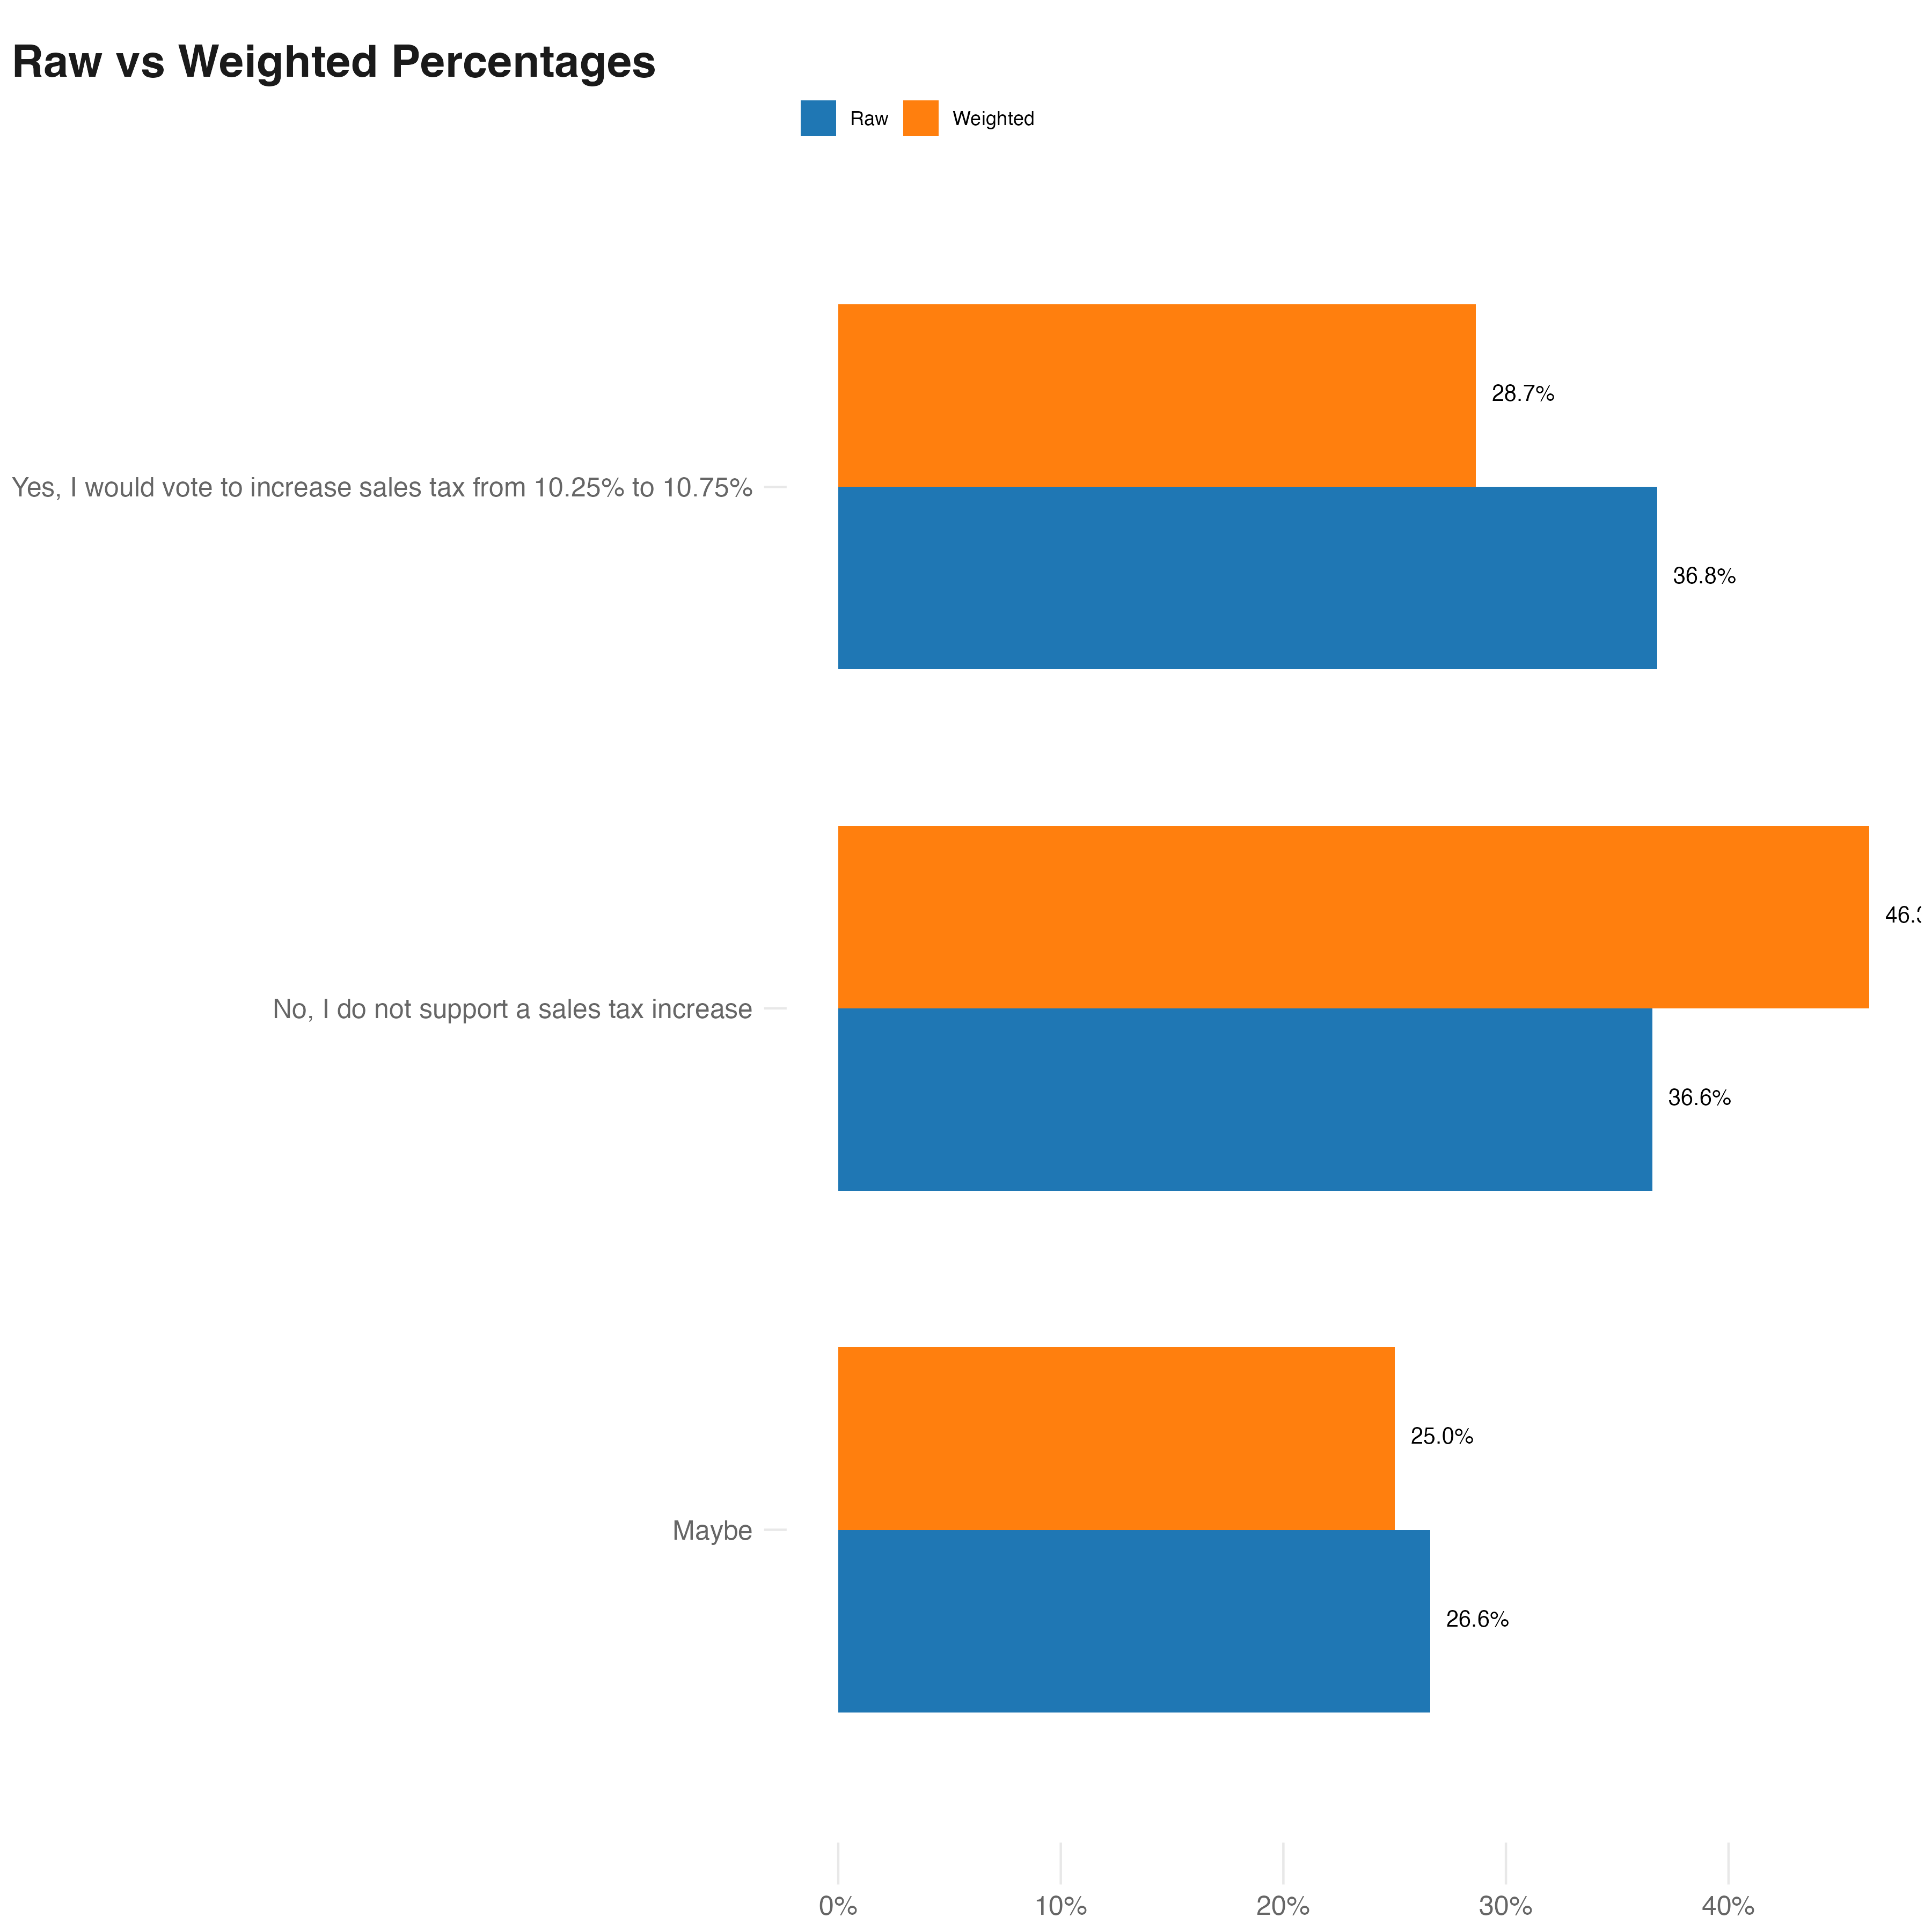 Raw vs Weighted Percentages
Raw Weighted
28.7%
Yes, I would vote to increase sales tax from 10.25% to 10.75%
36.8%
No, I do not support a sales tax increase
36.6%
25.0%
Maybe
26.6%
0% 10% 20% 30% 40%